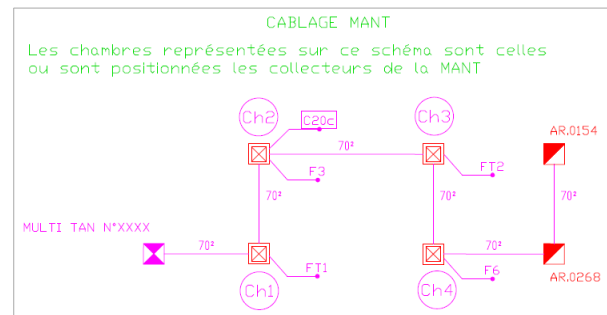 CABLAGE MANT
Les chambres représentées sur ce schéma sont celles
ou sont positionnées les collecteurs de la MANT
Ch2
C20c
Ch3
AR.0154
70²
F3
FT2
70²
70²
70²
MULTI TAN N°XXXX
70²
70²
FT1
F6
Ch1
Ch4
AR.0268